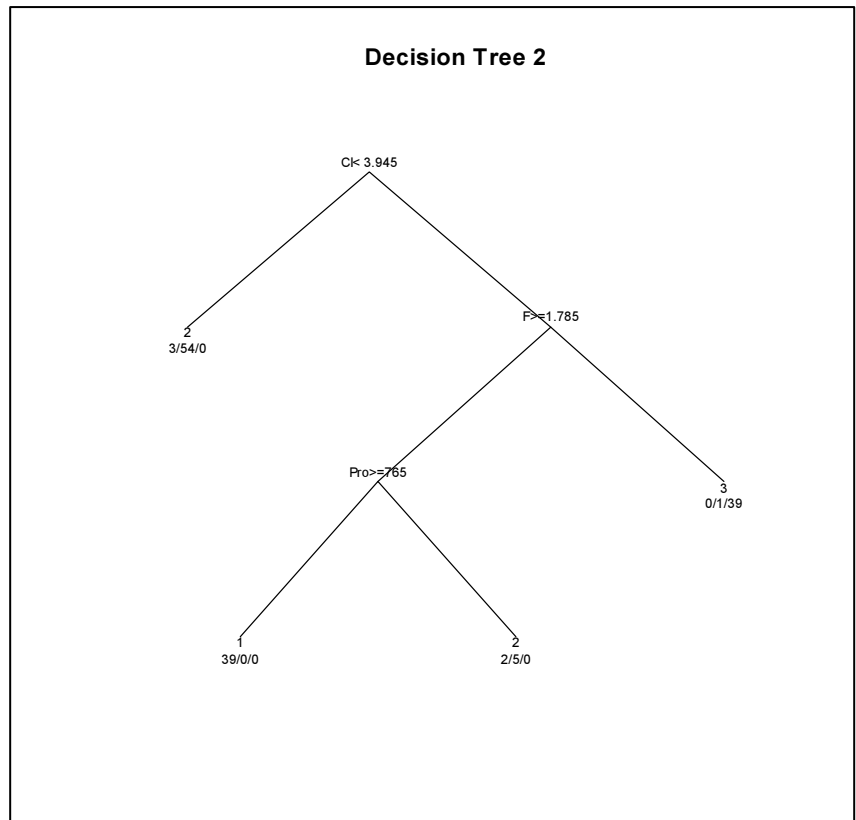 Decision Tree 2
CI< 3.945
F>=1.785
2
3/54/0
Pro>=765
3
0/1/39
1
39/0/0
2
2/5/0